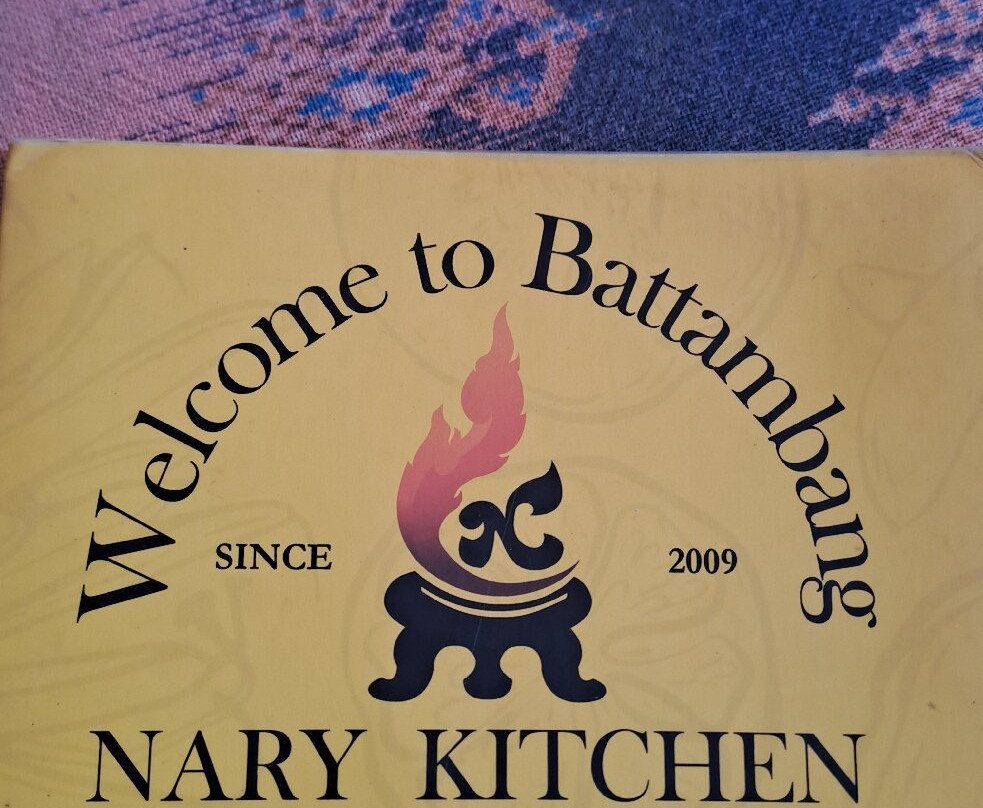 Welcome to Battambang
SINCE 2009
N
NARY KITCHEN